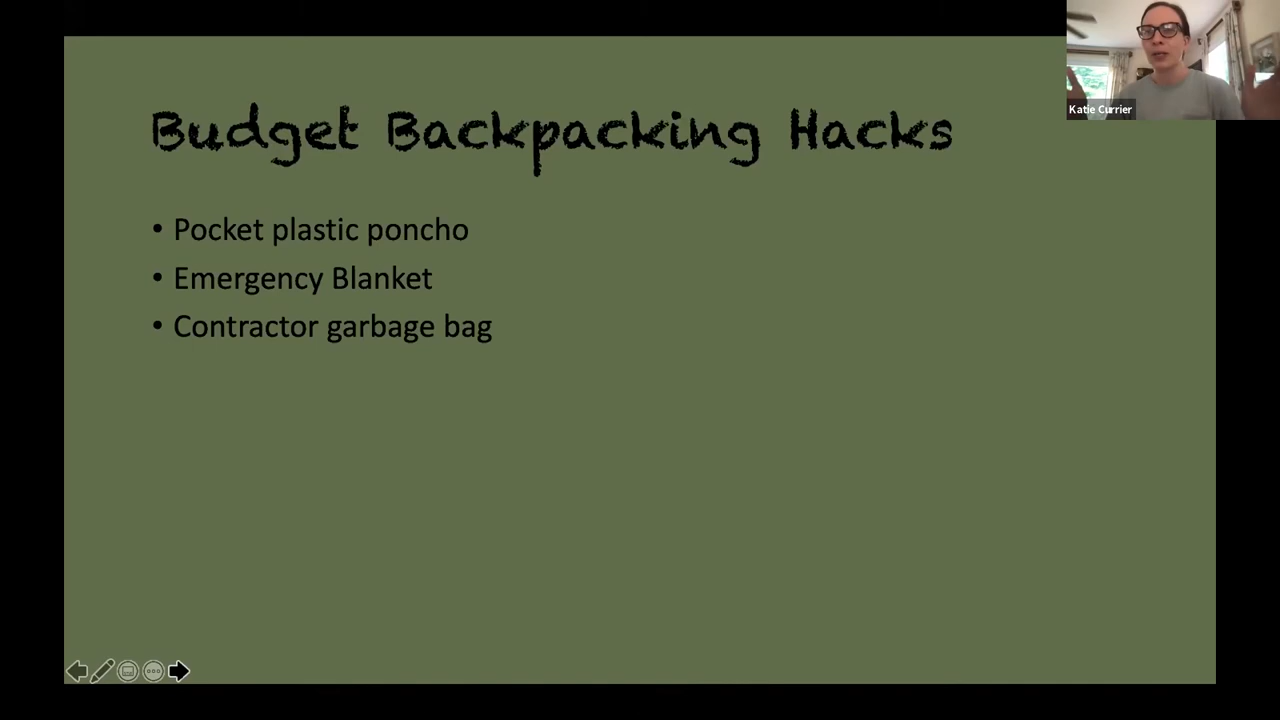 Budget Backpacking Hacks
Katie Currier
• Pocket plastic poncho
• Emergency Blanket
• Contractor garbage bag